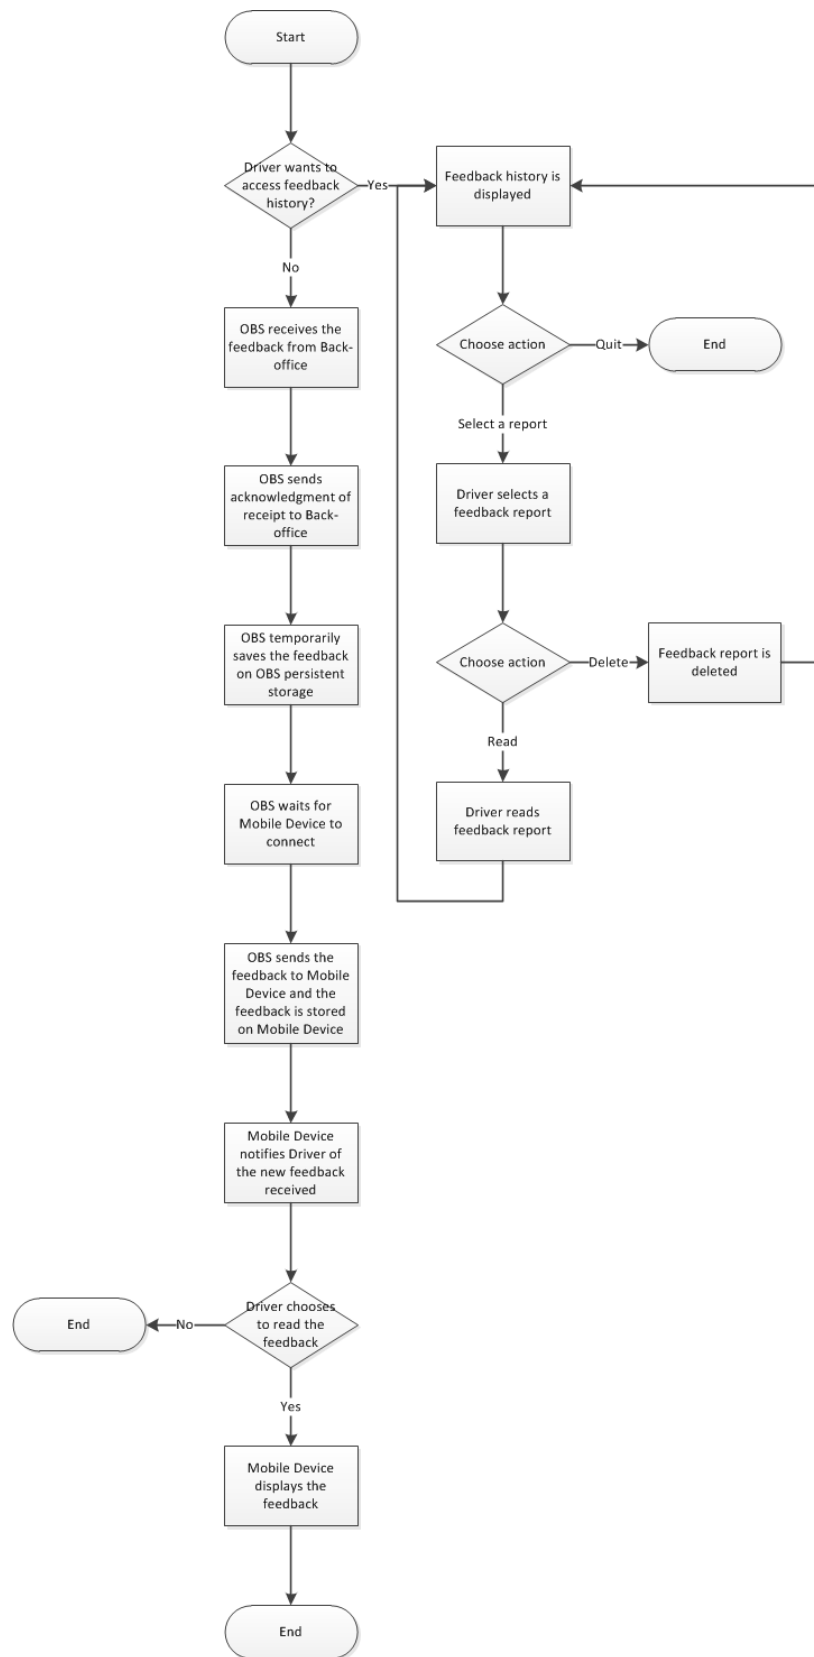 Start
Driver wants to
access feedback
history?
Yes
Feedback history is
displayed
No
OBS receives the
feedback from Back-
office
Choose action
Quit
End
Select a report
OBS sends
acknowledgment of
receipt to Back-
office
Driver selects a
feedback report
OBS temporarily
saves the feedback
on OBS persistent
storage
Choose action
Delete
Feedback report is
deleted
Read
OBS waits for
Mobile Device to
connect
Driver reads
feedback report
OBS sends the
feedback to Mobile
Device and the
feedback is stored
on Mobile Device
Mobile Device
notifies Driver of
the new feedback
received
Driver chooses
to read the
feedback
No
End
Yes
Mobile Device
displays the
feedback
End